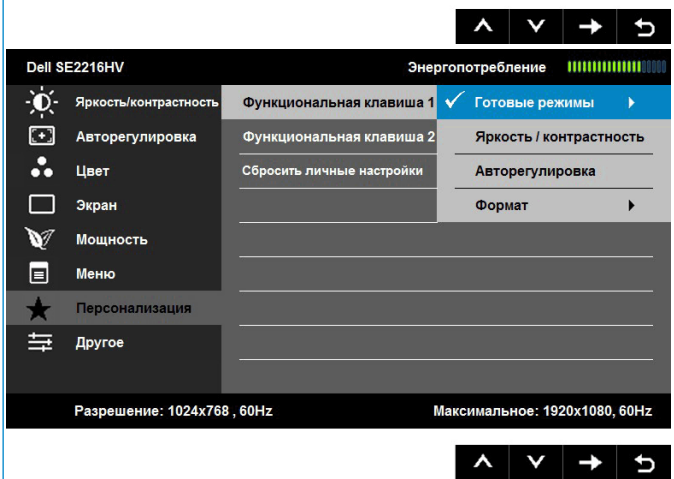 Dell SE2216HV Энергопотребление
Яркость/контрастность Функциональная клавиша 1 Готовые режимы
Авторегулировка Функциональная клавиша 2 Яркость / контрастность
Цвет Сбросить личные настройки Авторегулировка
Экран Формат
Мощность
Меню
Персонализация
Другое
Разрешение: 1024x768 , 60Hz Максимальное: 1920x1080, 60Hz